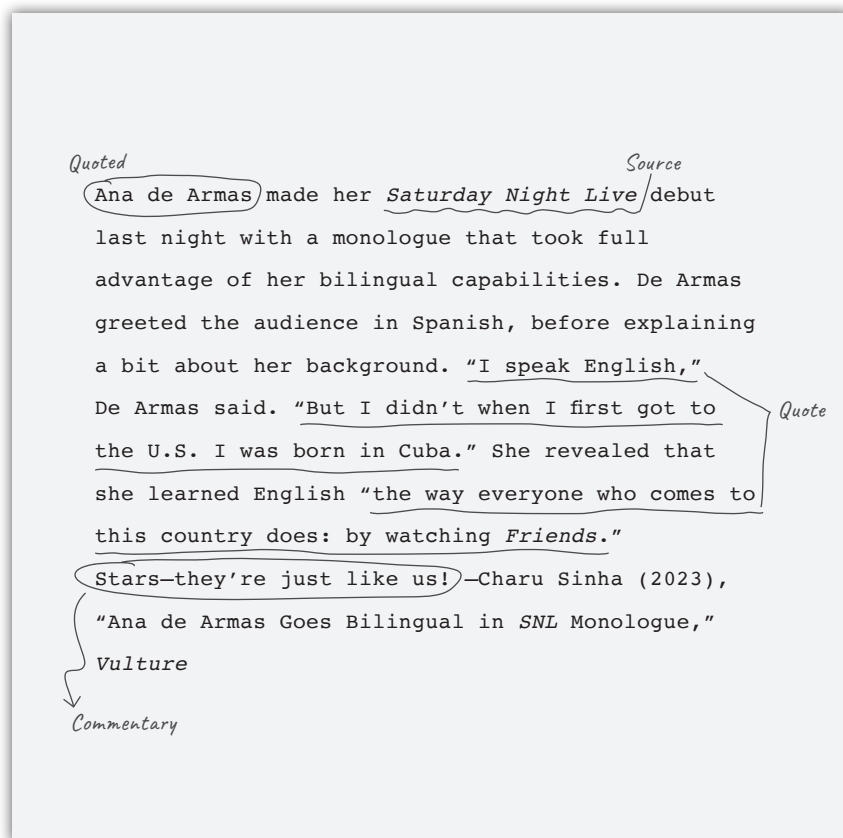 Quoted
Source
Ana de Armas made her Saturday Night Live debut
last night with a monologue that took full
advantage of her bilingual capabilities. De Armas
greeted the audience in Spanish, before explaining
a bit about her background. “I speak English,”
De Armas said. “But I didn’t when I first got to
Quote
the U.S. I was born in Cuba.” She revealed that
she learned English “the way everyone who comes to
this country does: by watching Friends.”
Stars—they’re just like us! —Charu Sinha (2023),
“Ana de Armas Goes Bilingual in SNL Monologue,”
Vulture
Commentary